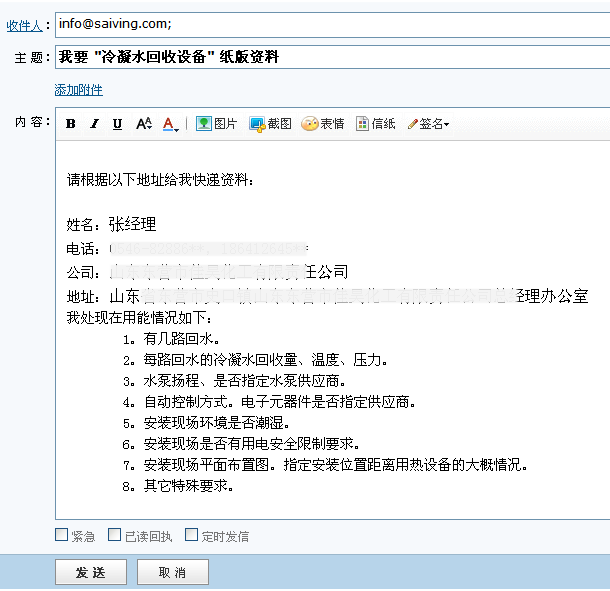 收件人： info@saiving.com;
主 题： 我要 "冷凝水回收设备" 纸版资料
添加附件
内 容： B I U A A 图片 截图 表情 信纸 签名
请根据以下地址给我快递资料：
姓名：张经理
电话：
公司：任公司
地址：山东经理办公室
我处现在用能情况如下：
1。有几路回水。
2。每路回水的冷凝水回收量、温度、压力。
3。水泵扬程、是否指定水泵供应商。
4。自动控制方式。电子元器件是否指定供应商。
5。安装现场环境是否潮湿。
6。安装现场是否有用电安全限制要求。
7。安装现场平面布置图。指定安装位置距离用热设备的大概情况。
8。其它特殊要求。
紧急 已读回执 定时发信
发 送 取 消